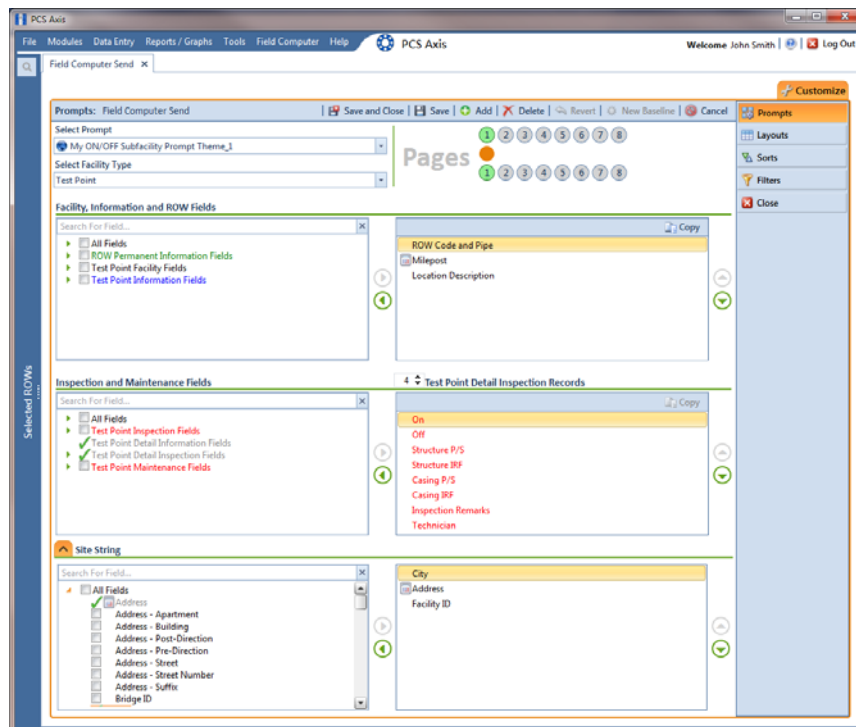 PCS Axis
File Modules Data Entry Reports / Graphs Tools Field Computer Help PCS Axis Welcome John Smith | | Log Out
Field Computer Send
Customize
Prompts: Field Computer Send | Save and Close | Save | Add | Delete | Revert | New Baseline | Cancel
Prompts
Layouts
Sorts
Filters
Close
Select Prompt
My ON/OFF Subfacility Prompt Theme_1
Select Facility Type
Test Point
Pages
1 2 3 4 5 6 7 8
1 2 3 4 5 6 7 8
Facility, Information and ROW Fields
Search For Field...
All Fields
ROW Permanent Information Fields
Test Point Facility Fields
Test Point Information Fields
Copy
ROW Code and Pipe
Milepost
Location Description
Selected ROWs
Inspection and Maintenance Fields
4 Test Point Detail Inspection Records
Search For Field...
All Fields
Test Point Inspection Fields
Test Point Detail Information Fields
Test Point Detail Inspection Fields
Test Point Maintenance Fields
Copy
On
Off
Structure P/S
Structure IRF
Casing P/S
Casing IRF
Inspection Remarks
Technician
Site String
Search For Field...
All Fields
Address
Address - Apartment
Address - Building
Address - Post-Direction
Address - Pre-Direction
Address - Street
Address - Street Number
Address - Suffix
Bridge ID
City
Address
Facility ID